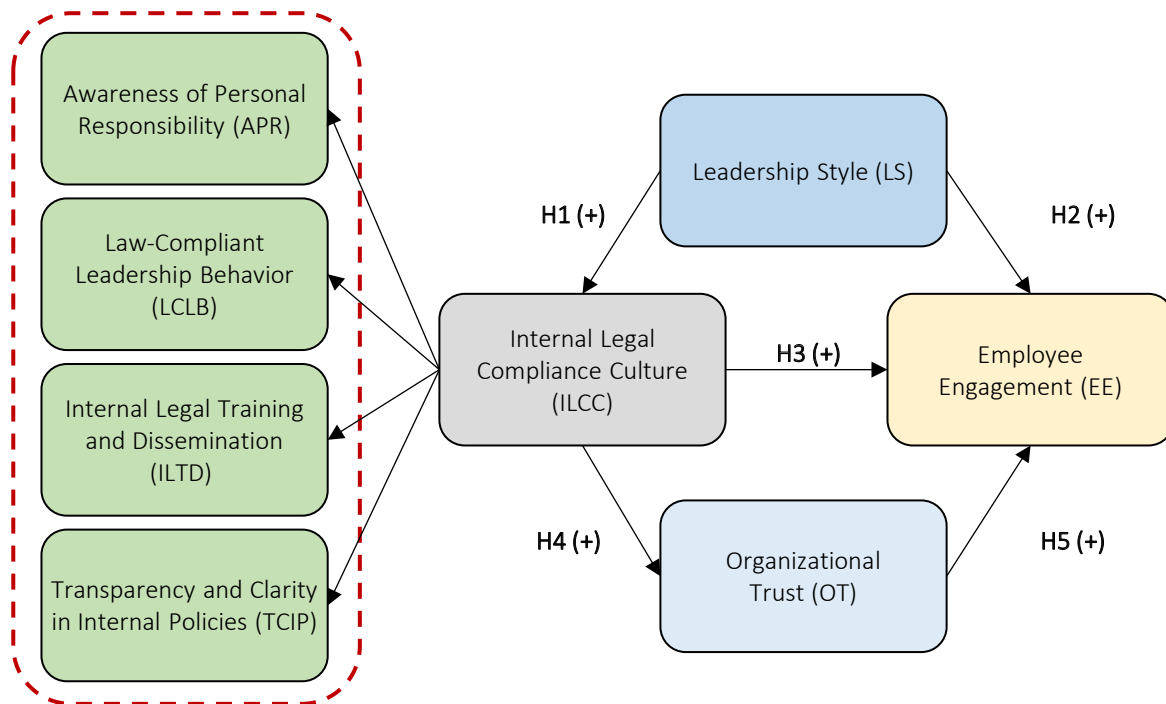 Awareness of Personal
Responsibility (APR)
Law-Compliant
Leadership Behavior
(LCLB)
Internal Legal Training
and Dissemination
(ILTD)
Transparency and Clarity
in Internal Policies (TCIP)
Leadership Style (LS)
H1 (+)
H2 (+)
Internal Legal
Compliance Culture
(ILCC)
H3 (+)
Employee
Engagement (EE)
H4 (+)
H5 (+)
Organizational
Trust (OT)